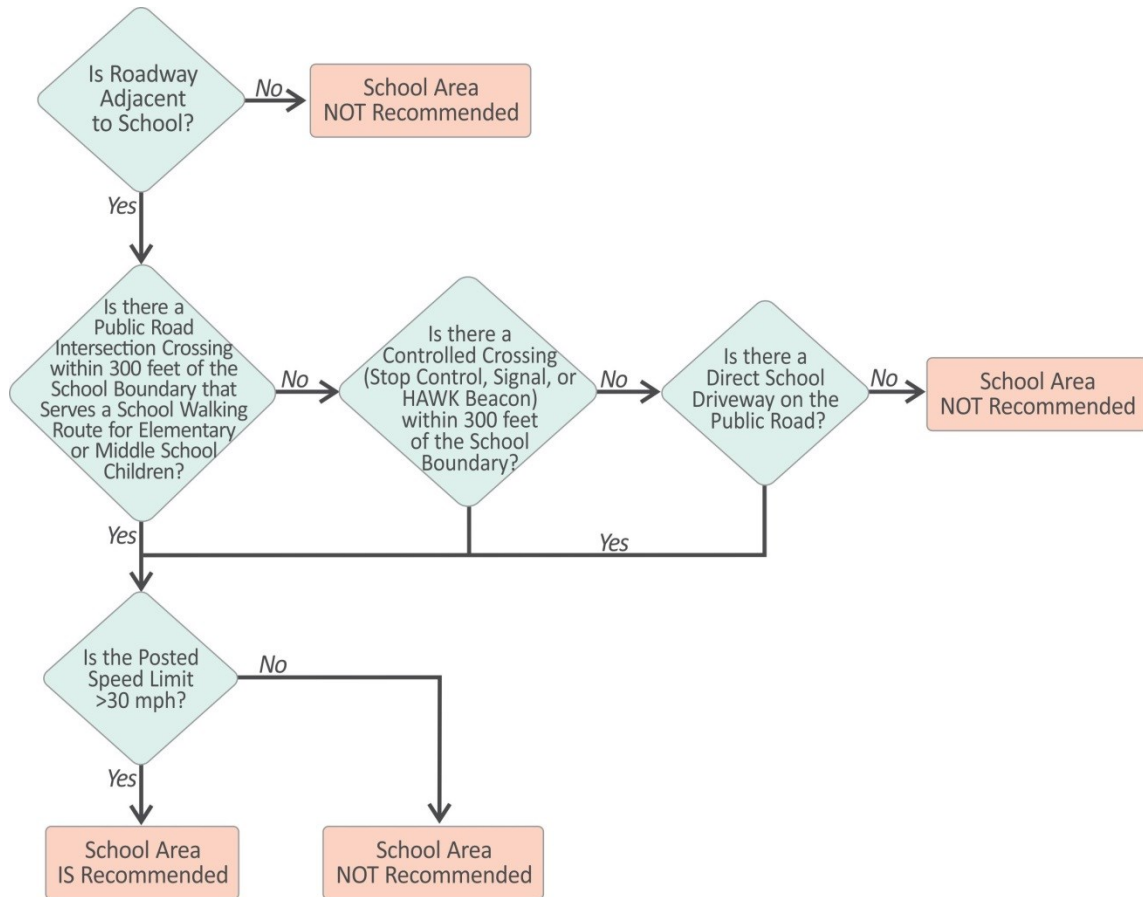 Is Roadway
Adjacent
to School?
No
School Area
NOT Recommended
Yes
Is there a
Public Road
Intersection Crossing
within 300 feet of the
School Boundary that
Serves a School Walking
Route for Elementary
or Middle School
Children?
No
Is there a
Controlled Crossing
(Stop Control, Signal, or
HAWK Beacon)
within 300 feet
of the School
Boundary?
No
Is there a
Direct School
Driveway on the
Public Road?
No
School Area
NOT Recommended
Yes
Yes
Is the Posted
Speed Limit
>30 mph?
No
Yes
School Area
IS Recommended
School Area
NOT Recommended